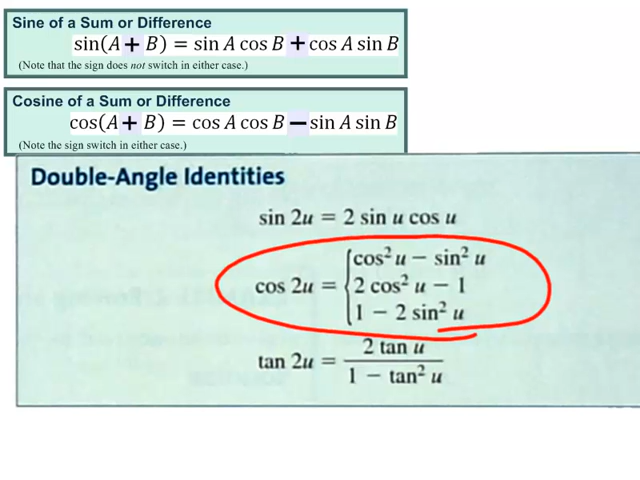 Sine of a Sum or Difference
sin(A + B) = sin A cos B + cos A sin B
(Note that the sign does not switch in either case.)
Cosine of a Sum or Difference
cos(A + B) = cos A cos B − sin A sin B
(Note the sign switch in either case.)
Double-Angle Identities
sin 2u = 2 sin u cos u
cos 2u = { cos² u − sin² u
2 cos² u − 1
1 − 2 sin² u
tan 2u = 2 tan u / 1 − tan² u